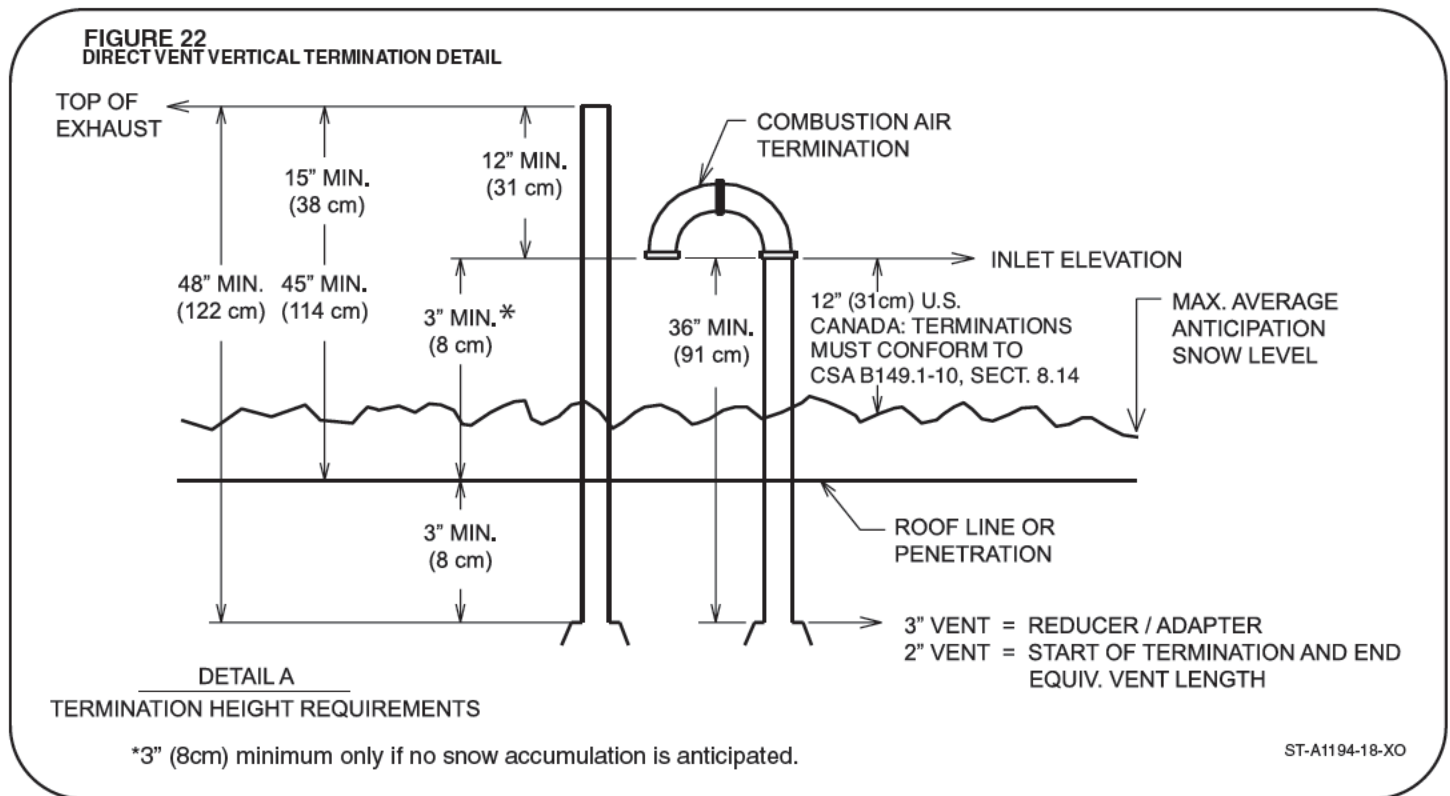 FIGURE 22
DIRECT VENT VERTICAL TERMINATION DETAIL
TOP OF
EXHAUST
COMBUSTION AIR
TERMINATION
12” MIN.
(31 cm)
15” MIN.
(38 cm)
INLET ELEVATION
48” MIN.
(122 cm)
45” MIN.
(114 cm)
3” MIN.*
(8 cm)
36” MIN.
(91 cm)
12” (31cm) U.S.
CANADA: TERMINATIONS
MUST CONFORM TO
CSA B149.1-10, SECT. 8.14
MAX. AVERAGE
ANTICIPATION
SNOW LEVEL
3” MIN.
(8 cm)
ROOF LINE OR
PENETRATION
3” VENT = REDUCER / ADAPTER
2” VENT = START OF TERMINATION AND END
EQUIV. VENT LENGTH
DETAIL A
TERMINATION HEIGHT REQUIREMENTS
*3” (8cm) minimum only if no snow accumulation is anticipated.
ST-A1194-18-XO